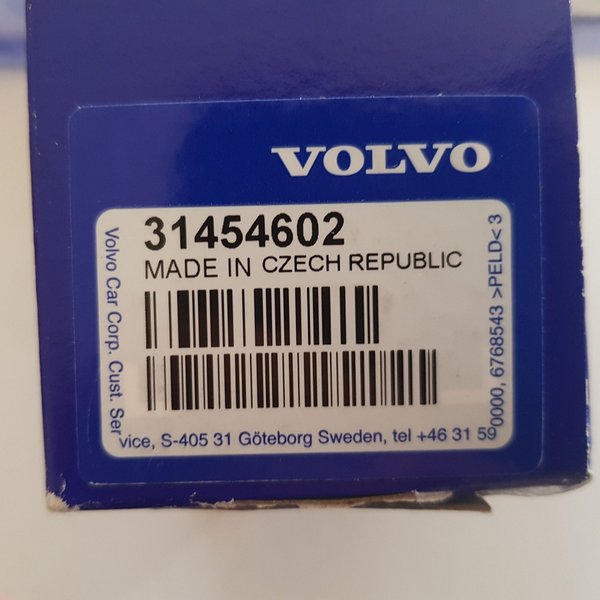 VOLVO
31454602
MADE IN CZECH REPUBLIC
Volvo Car Corp. Cust. Ser
vice, S-405 31 Göteborg Sweden, tel +46 31 59
0000, 6768543 >PELD< 3